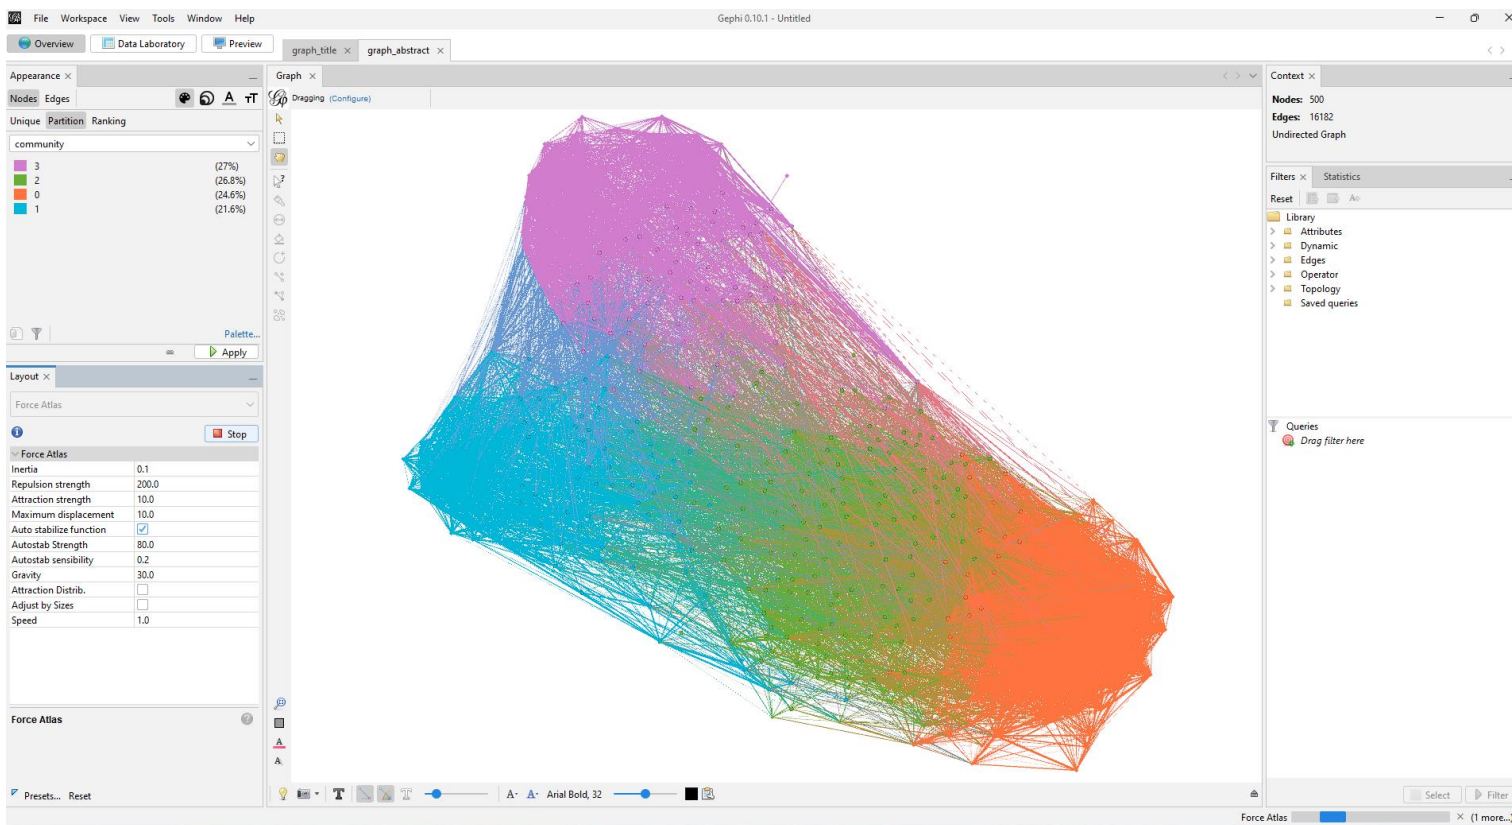 File Workspace View Tools Window Help
Gephi 0.10.1 - Untitled
Overview Data Laboratory Preview
graph_title × graph_abstract ×
Appearance ×
Nodes Edges
Unique Partition Ranking
community
3 (27%)
2 (26.8%)
0 (24.6%)
1 (21.6%)
Palette...
Apply
Layout ×
Force Atlas
Stop
Force Atlas
Inertia 0.1
Repulsion strength 200.0
Attraction strength 10.0
Maximum displacement 10.0
Auto stabilize function
Autostab Strength 80.0
Autostab sensibility 0.2
Gravity 30.0
Attraction Distrib.
Adjust by Sizes
Speed 1.0
Force Atlas
Presets... Reset
Graph ×
Dragging (Configure)
Arial Bold, 32
Context ×
Nodes: 500
Edges: 16182
Undirected Graph
Filters × Statistics
Reset
Library
Attributes
Dynamic
Edges
Operator
Topology
Saved queries
Queries
Drag filter here
Select Filter
Force Atlas × (1 more...)